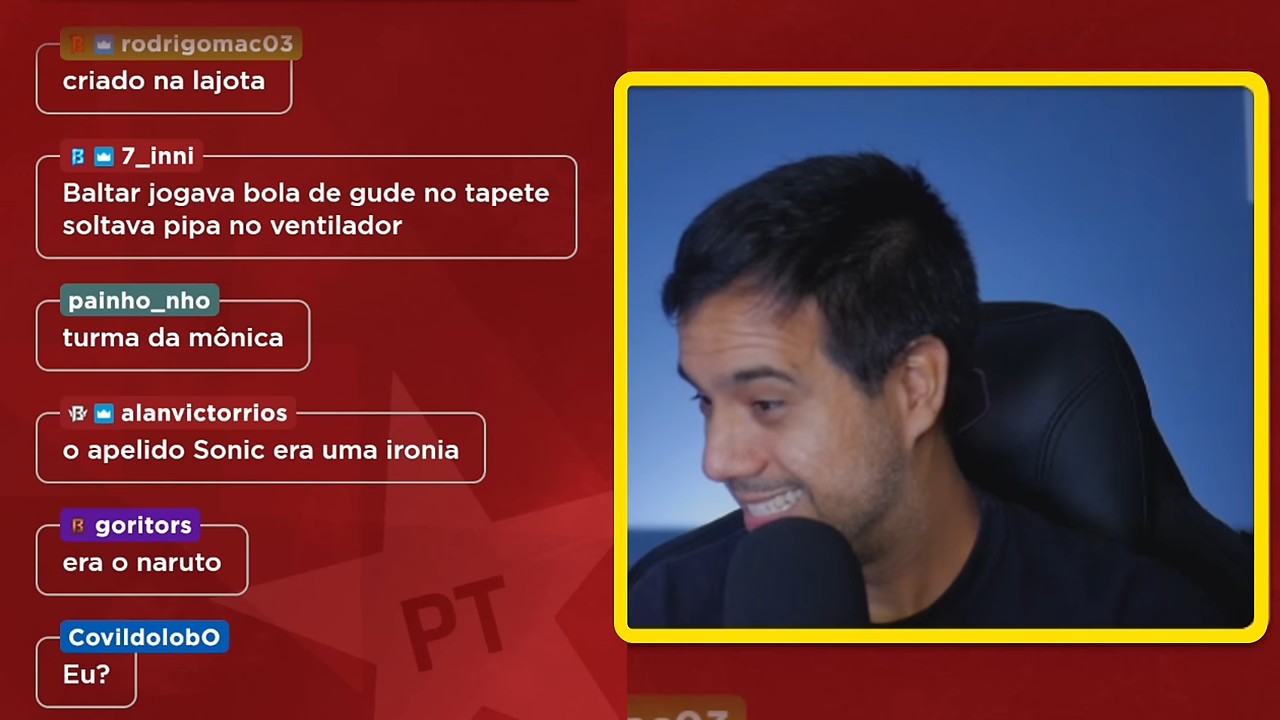 rodrigomac03
criado na lajota
7_inni
Baltar jogava bola de gude no tapete
soltava pipa no ventilador
painho_nho
turma da mônica
alanvictorrios
o apelido Sonic era uma ironia
goritors
era o naruto
CovildolobO
Eu?
PT